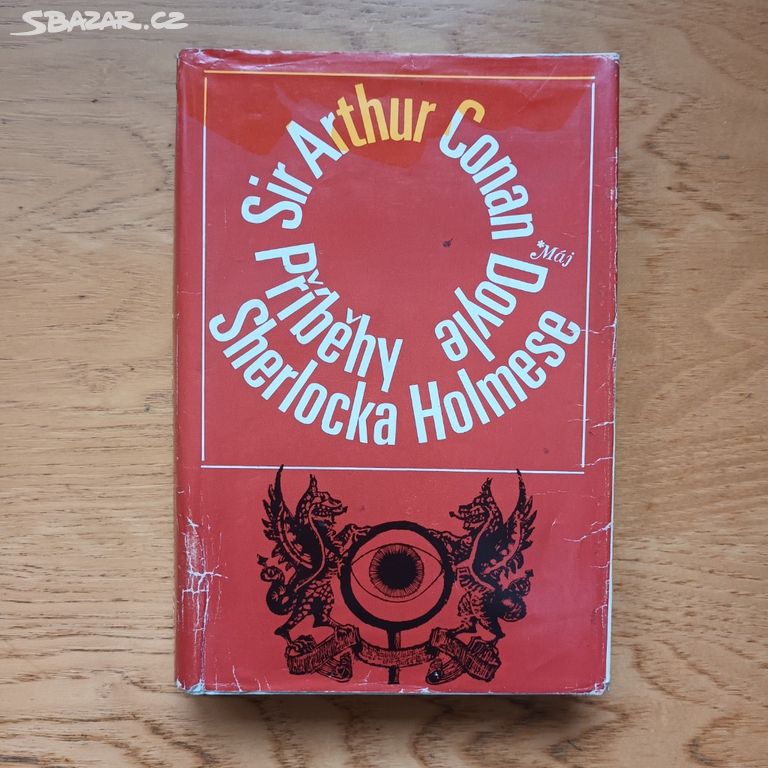 SBAZAR.CZ
Sir Arthur Conan Doyle
*Máj
Příběhy
Sherlocka Holmese